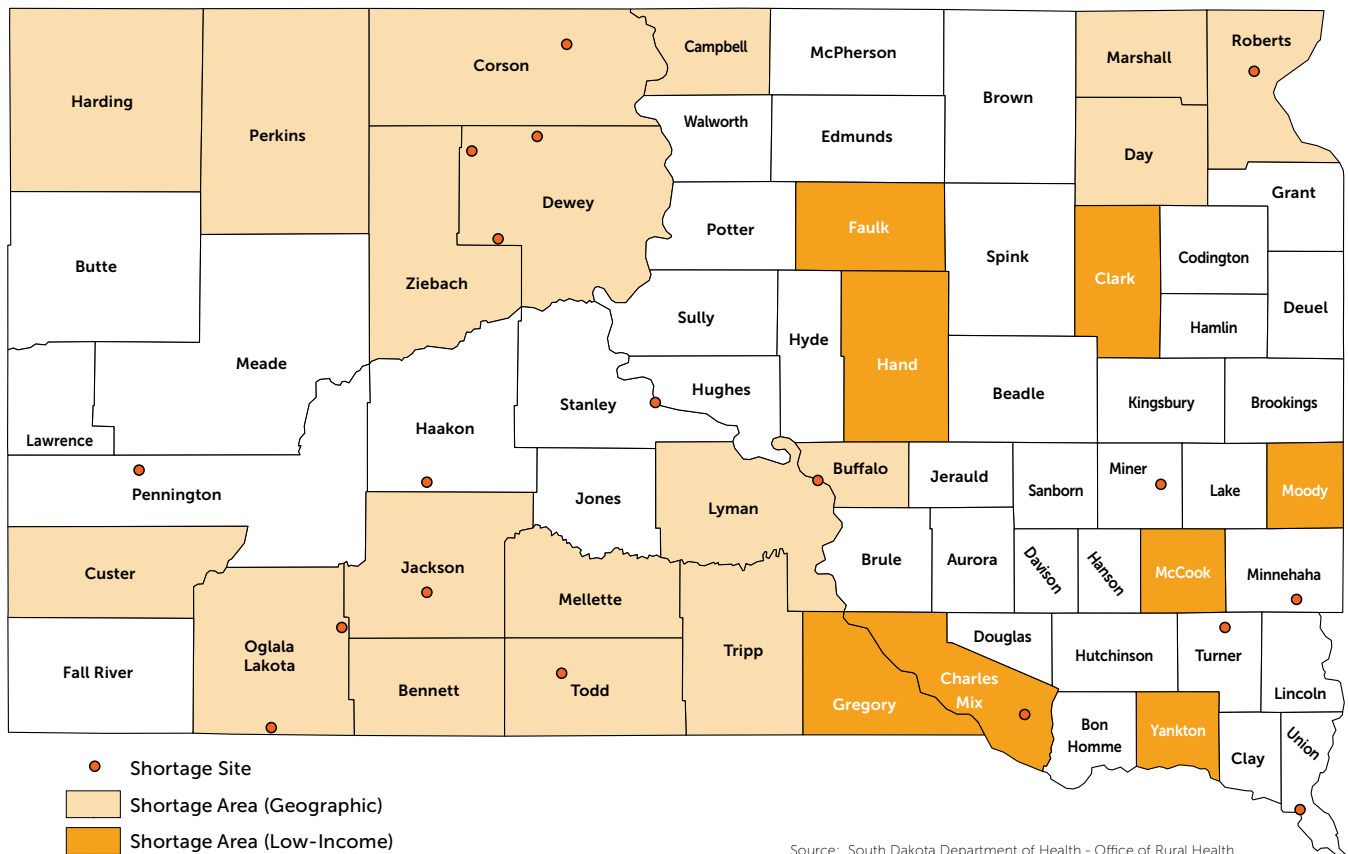 Harding
Perkins
Corson
Campbell
McPherson
Brown
Marshall
Roberts
Walworth
Edmunds
Day
Grant
Butte
Ziebach
Dewey
Potter
Faulk
Spink
Clark
Codington
Hamlin
Deuel
Meade
Sully
Hyde
Hand
Beadle
Kingsbury
Brookings
Lawrence
Haakon
Stanley
Hughes
Pennington
Jones
Lyman
Buffalo
Jerauld
Sanborn
Miner
Lake
Moody
Custer
Jackson
Mellette
Brule
Aurora
Davison
Hanson
McCook
Minnehaha
Fall River
Oglala
Lakota
Bennett
Todd
Tripp
Gregory
Charles
Mix
Douglas
Hutchinson
Turner
Lincoln
Bon
Homme
Yankton
Clay
Union
Shortage Site
Shortage Area (Geographic)
Shortage Area (Low-Income)
Source: South Dakota Department of Health - Office of Rural Health